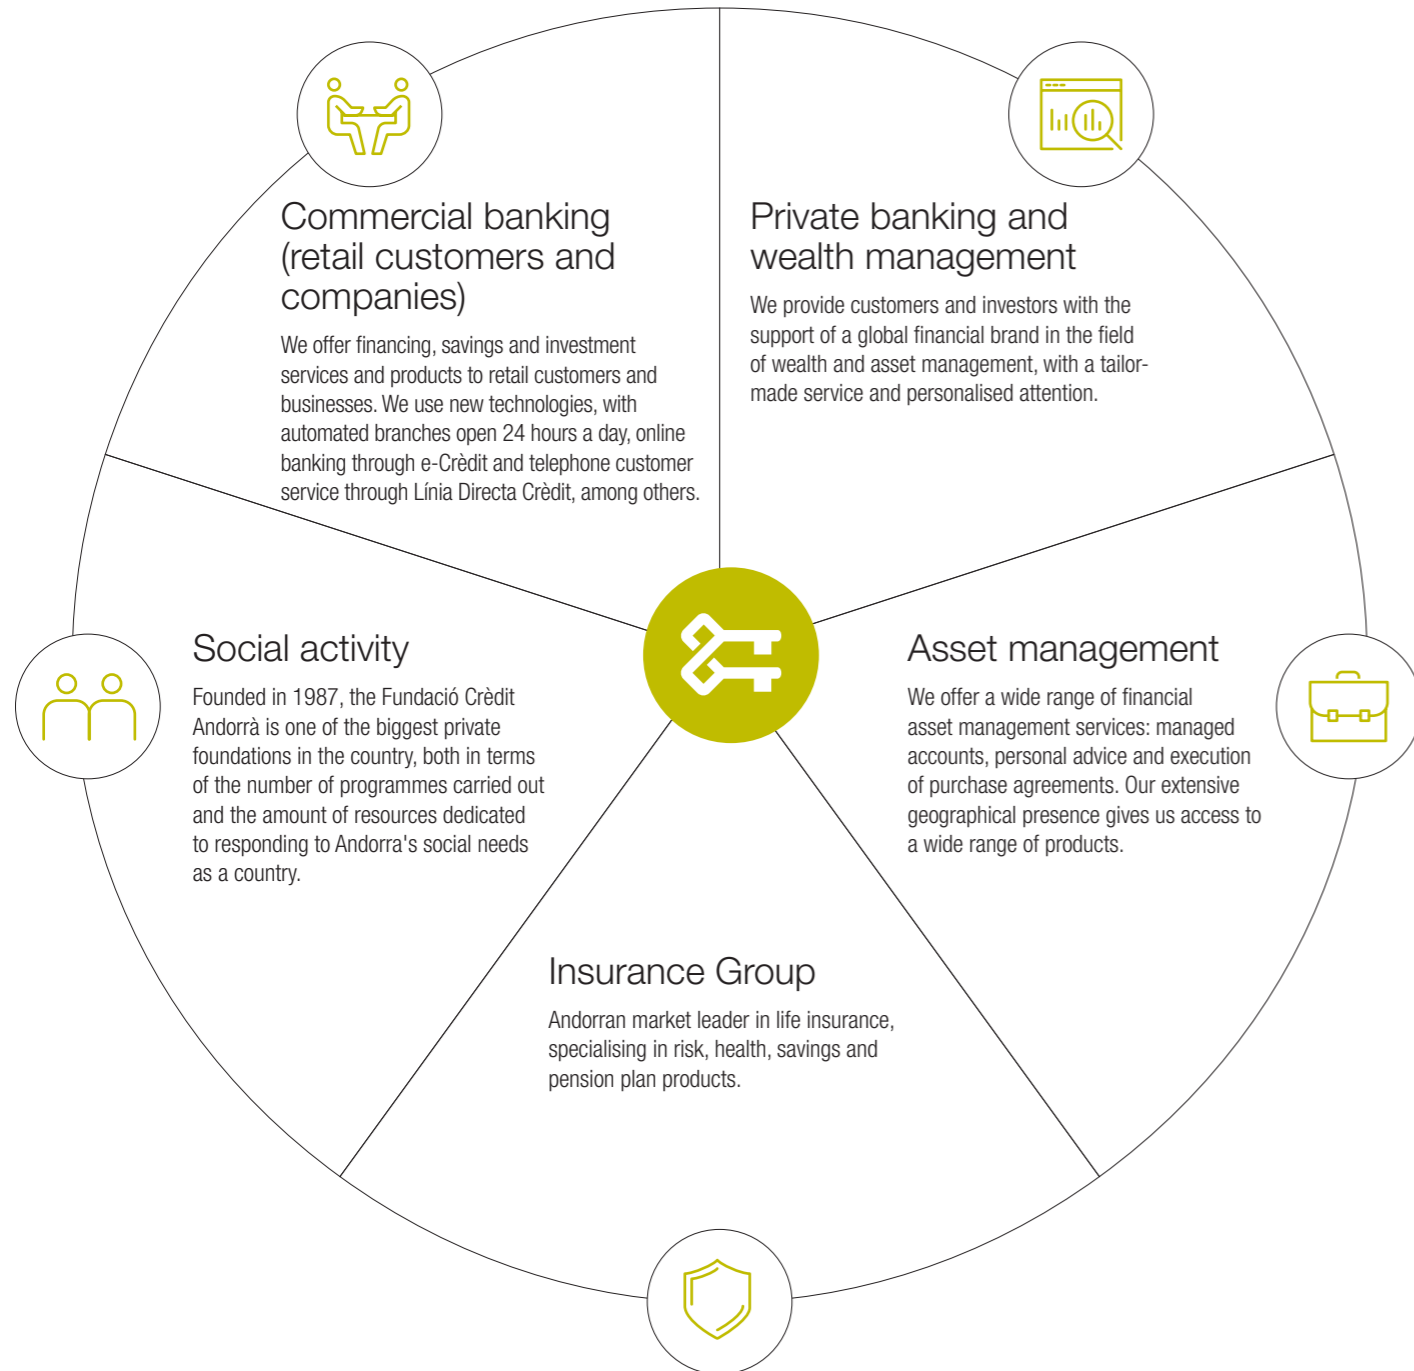 Commercial banking
(retail customers and
companies)
We offer financing, savings and investment
services and products to retail customers and
businesses. We use new technologies, with
automated branches open 24 hours a day, online
banking through e-Crèdit and telephone customer
service through Línia Directa Crèdit, among others.
Private banking and
wealth management
We provide customers and investors with the
support of a global financial brand in the field
of wealth and asset management, with a tailor-
made service and personalised attention.
Social activity
Founded in 1987, the Fundació Crèdit
Andorrà is one of the biggest private
foundations in the country, both in terms
of the number of programmes carried out
and the amount of resources dedicated
to responding to Andorra's social needs
as a country.
Asset management
We offer a wide range of financial
asset management services: managed
accounts, personal advice and execution
of purchase agreements. Our extensive
geographical presence gives us access to
a wide range of products.
Insurance Group
Andorran market leader in life insurance,
specialising in risk, health, savings and
pension plan products.